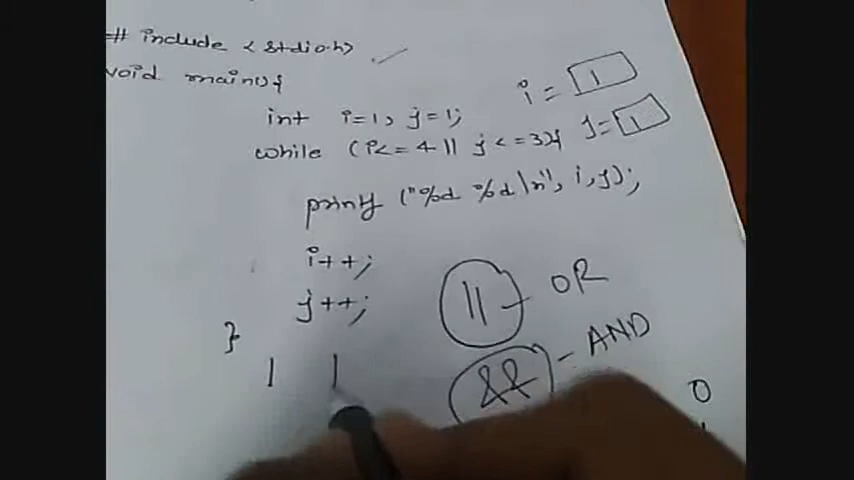 # include <stdio.h>
void main(){
int i=1, j=1;
while (i<=4 || j<=3){
printf ("%d %d\n", i,j);
i++;
j++;
}
1 1
i = 1
j = 1
|| - OR
&& - AND
0